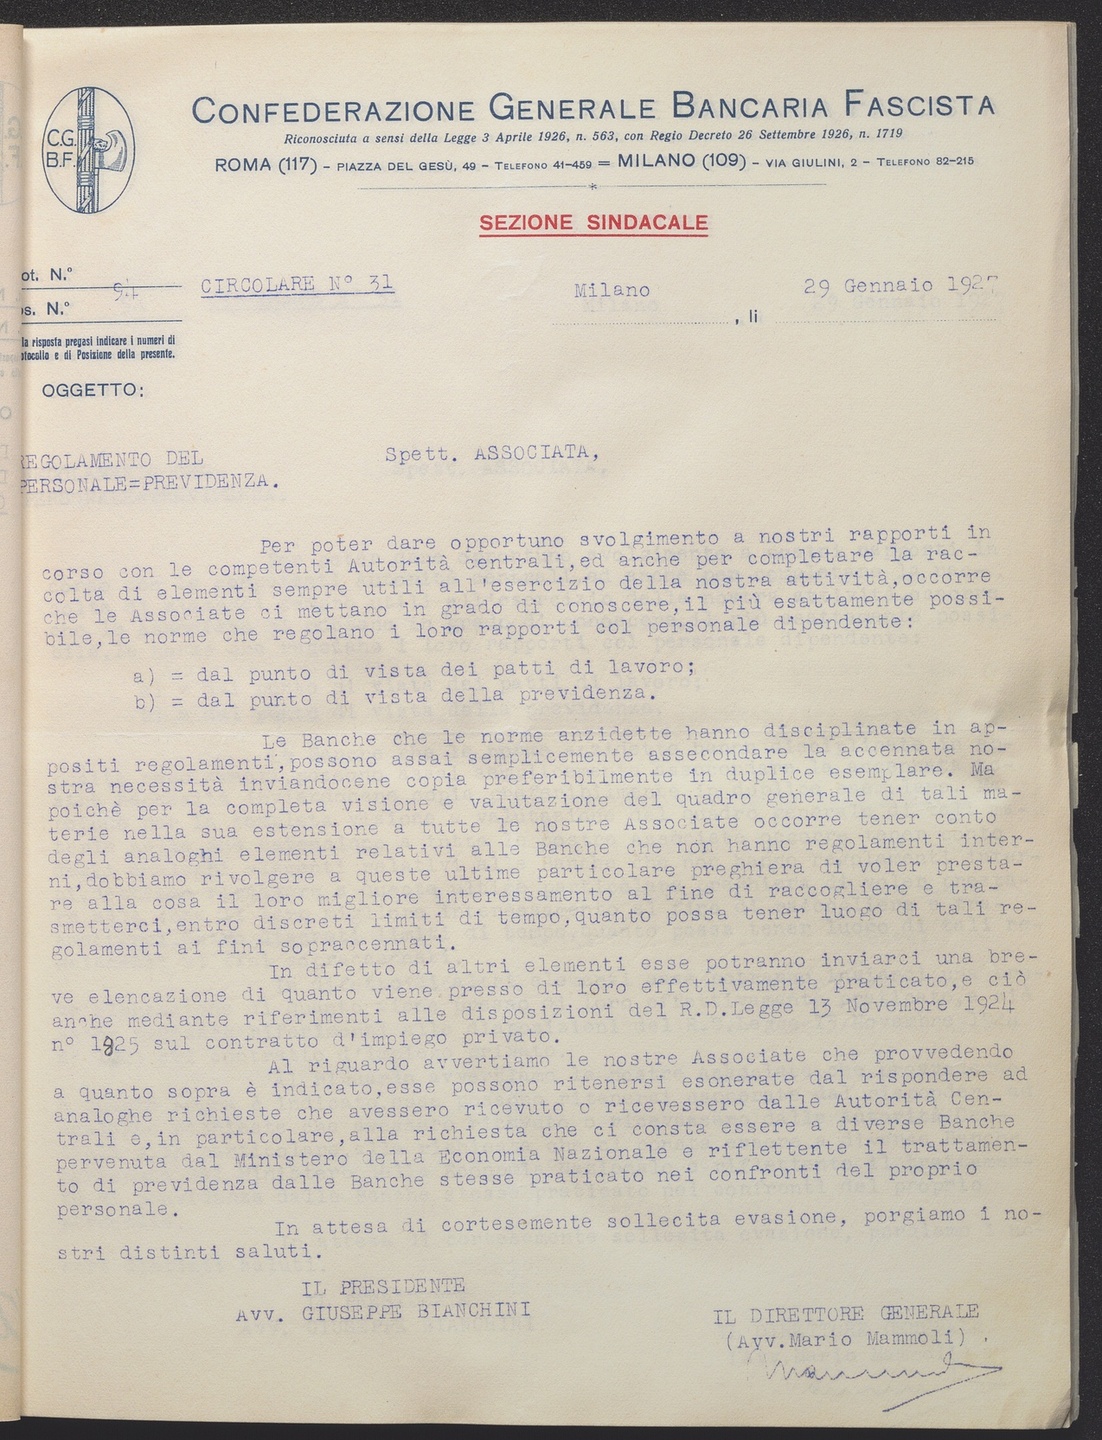 C.G.
B.F.
CONFEDERAZIONE GENERALE BANCARIA FASCISTA
Riconosciuta a sensi della Legge 3 Aprile 1926, n. 563, con Regio Decreto 26 Settembre 1926, n. 1719
ROMA (117) – PIAZZA DEL GESÙ, 49 – TELEFONO 41-459 = MILANO (109) – VIA GIULINI, 2 – TELEFONO 82-215
SEZIONE SINDACALE
ot. N.° 94
s. N.°
la risposta pregasi indicare i numeri di
otocollo e di Posizione della presente.
CIRCOLARE N° 31
Milano, li 29 Gennaio 1927
OGGETTO:
REGOLAMENTO DEL
PERSONALE=PREVIDENZA.
Spett. ASSOCIATA,
Per poter dare opportuno svolgimento a nostri rapporti in
corso con le competenti Autorità centrali,ed anche per completare la rac-
colta di elementi sempre utili all'esercizio della nostra attività,occorre
che le Associate ci mettano in grado di conoscere,il più esattamente possi-
bile,le norme che regolano i loro rapporti col personale dipendente:
a) = dal punto di vista dei patti di lavoro;
b) = dal punto di vista della previdenza.
Le Banche che le norme anzidette hanno disciplinate in ap-
positi regolamenti,possono assai semplicemente assecondare la accennata no-
stra necessità inviandocene copia preferibilmente in duplice esemplare. Ma
poichè per la completa visione e valutazione del quadro generale di tali ma-
terie nella sua estensione a tutte le nostre Associate occorre tener conto
degli analoghi elementi relativi alle Banche che non hanno regolamenti inter-
ni,dobbiamo rivolgere a queste ultime particolare preghiera di voler presta-
re alla cosa il loro migliore interessamento al fine di raccogliere e tra-
smetterci,entro discreti limiti di tempo,quanto possa tener luogo di tali re-
golamenti ai fini sopraccennati.
In difetto di altri elementi esse potranno inviarci una bre-
ve elencazione di quanto viene presso di loro effettivamente praticato,e ciò
anche mediante riferimenti alle disposizioni del R.D.Legge 13 Novembre 1924
n° 1825 sul contratto d'impiego privato.
Al riguardo avvertiamo le nostre Associate che provvedendo
a quanto sopra è indicato,esse possono ritenersi esonerate dal rispondere ad
analoghe richieste che avessero ricevuto o ricevessero dalle Autorità Cen-
trali e,in particolare,alla richiesta che ci consta essere a diverse Banche
pervenuta dal Ministero della Economia Nazionale e riflettente il trattamen-
to di previdenza dalle Banche stesse praticato nei confronti del proprio
personale.
In attesa di cortesemente sollecita evasione, porgiamo i no-
stri distinti saluti.
IL PRESIDENTE
Avv. GIUSEPPE BIANCHINI
IL DIRETTORE GENERALE
(Avv.Mario Mammoli)